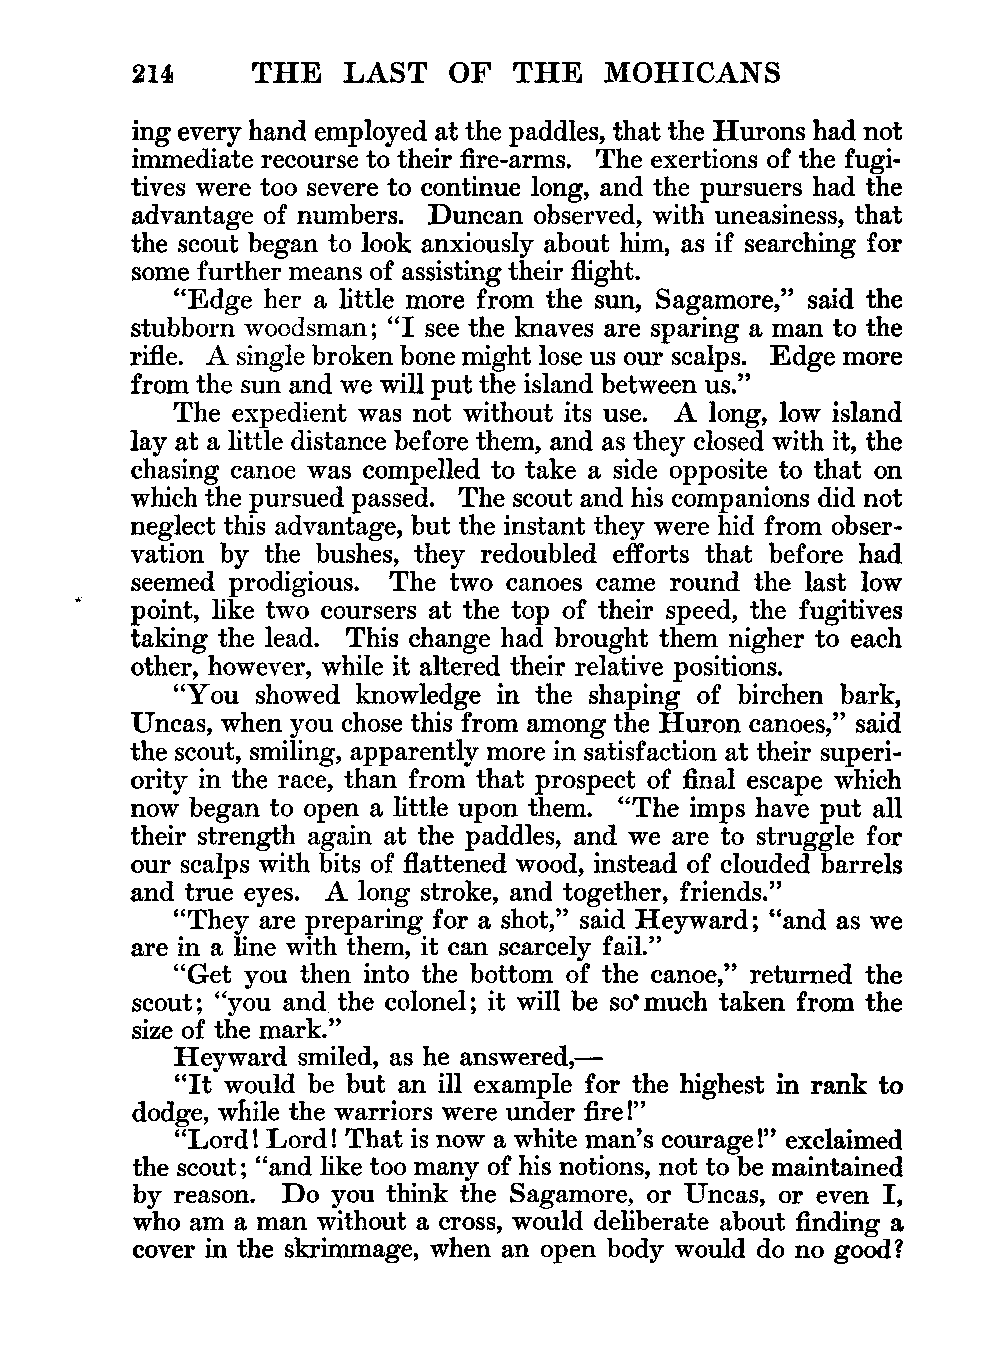 214 THE LAST OF THE MOHICANS
ing every hand employed at the paddles, that the Hurons had not
immediate recourse to their fire-arms. The exertions of the fugi-
tives were too severe to continue long, and the pursuers had the
advantage of numbers. Duncan observed, with uneasiness, that
the scout began to look anxiously about him, as if searching for
some further means of assisting their flight.
“Edge her a little more from the sun, Sagamore,” said the
stubborn woodsman; “I see the knaves are sparing a man to the
rifle. A single broken bone might lose us our scalps. Edge more
from the sun and we will put the island between us.”
The expedient was not without its use. A long, low island
lay at a little distance before them, and as they closed with it, the
chasing canoe was compelled to take a side opposite to that on
which the pursued passed. The scout and his companions did not
neglect this advantage, but the instant they were hid from obser-
vation by the bushes, they redoubled efforts that before had
seemed prodigious. The two canoes came round the last low
point, like two coursers at the top of their speed, the fugitives
taking the lead. This change had brought them nigher to each
other, however, while it altered their relative positions.
“You showed knowledge in the shaping of birchen bark,
Uncas, when you chose this from among the Huron canoes,” said
the scout, smiling, apparently more in satisfaction at their superi-
ority in the race, than from that prospect of final escape which
now began to open a little upon them. “The imps have put all
their strength again at the paddles, and we are to struggle for
our scalps with bits of flattened wood, instead of clouded barrels
and true eyes. A long stroke, and together, friends.”
“They are preparing for a shot,” said Heyward; “and as we
are in a line with them, it can scarcely fail.”
“Get you then into the bottom of the canoe,” returned the
scout; “you and the colonel; it will be so much taken from the
size of the mark.”
Heyward smiled, as he answered,—
“It would be but an ill example for the highest in rank to
dodge, while the warriors were under fire!”
“Lord! Lord! That is now a white man’s courage!” exclaimed
the scout; “and like too many of his notions, not to be maintained
by reason. Do you think the Sagamore, or Uncas, or even I,
who am a man without a cross, would deliberate about finding a
cover in the skrimmage, when an open body would do no good?